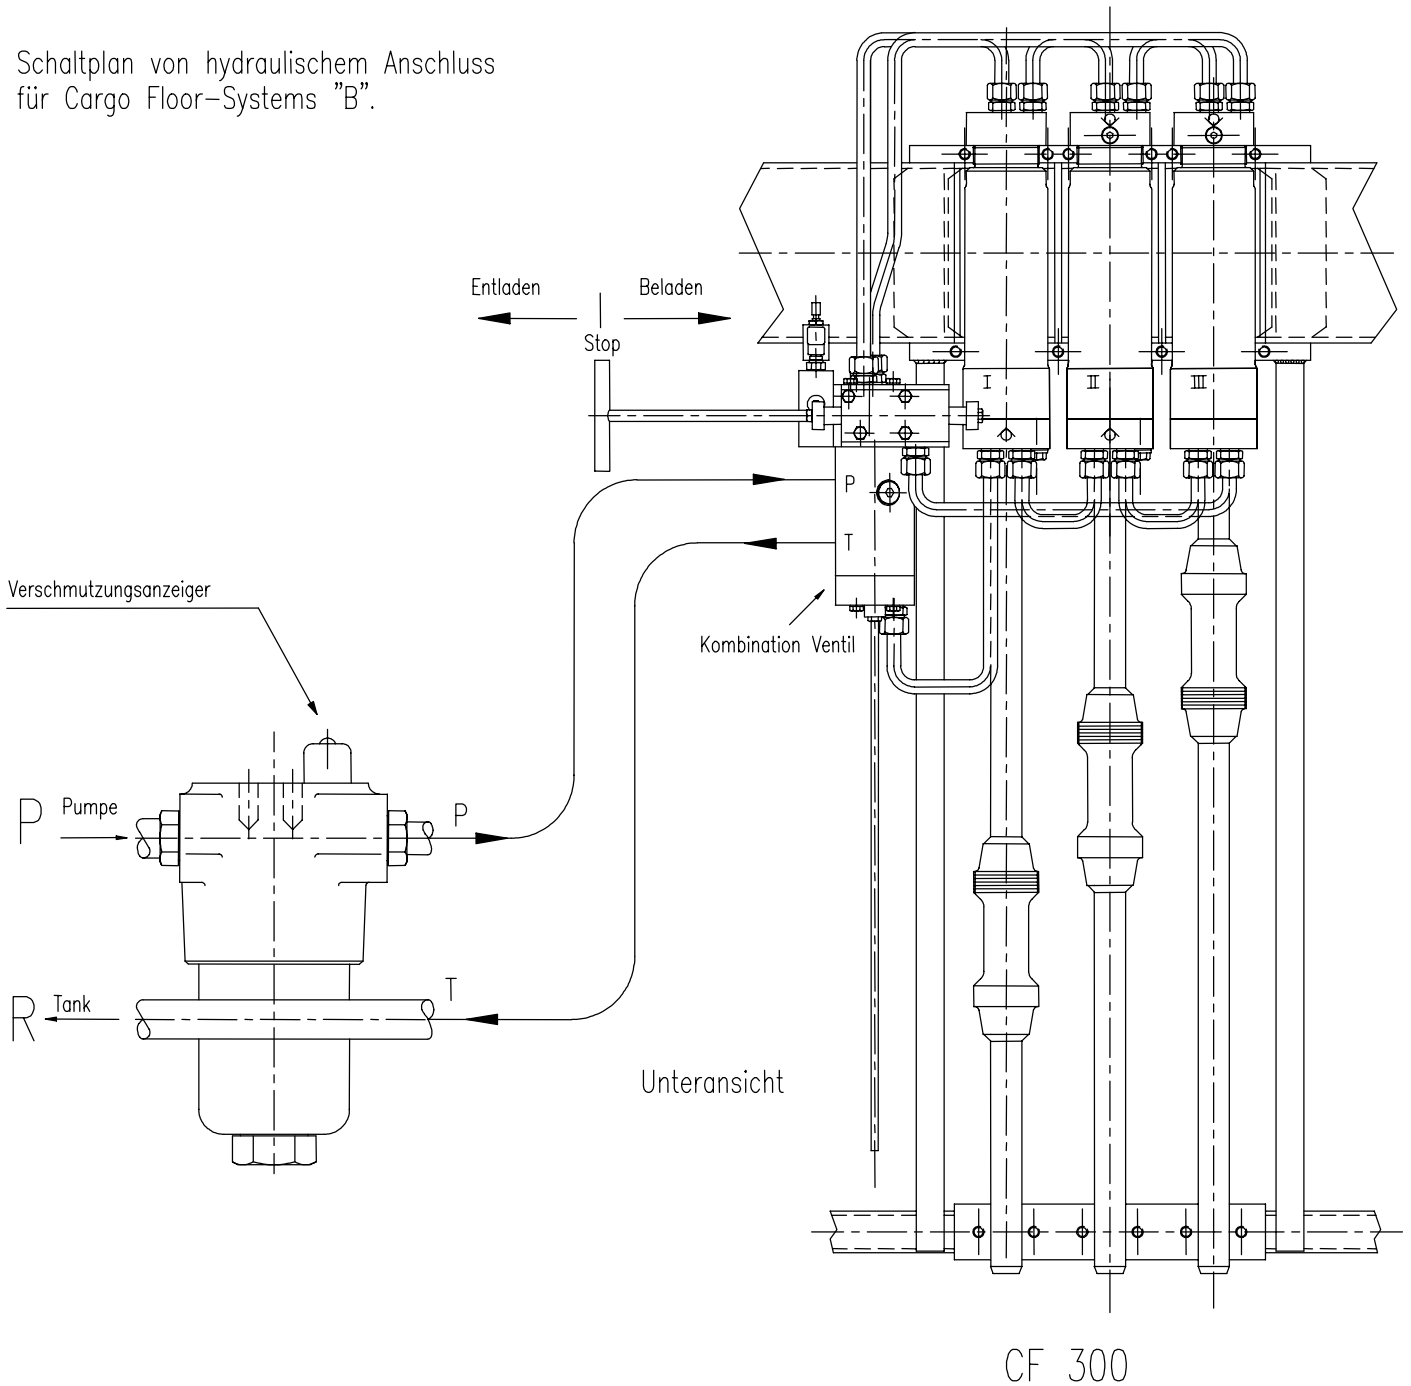 Schaltplan von hydraulischem Anschluss
für Cargo Floor-Systems "B".
Entladen
Beladen
Stop
I
II
III
P
T
Verschmutzungsanzeiger
Kombination Ventil
P
Pumpe
P
R
Tank
T
Unteransicht
CF 300